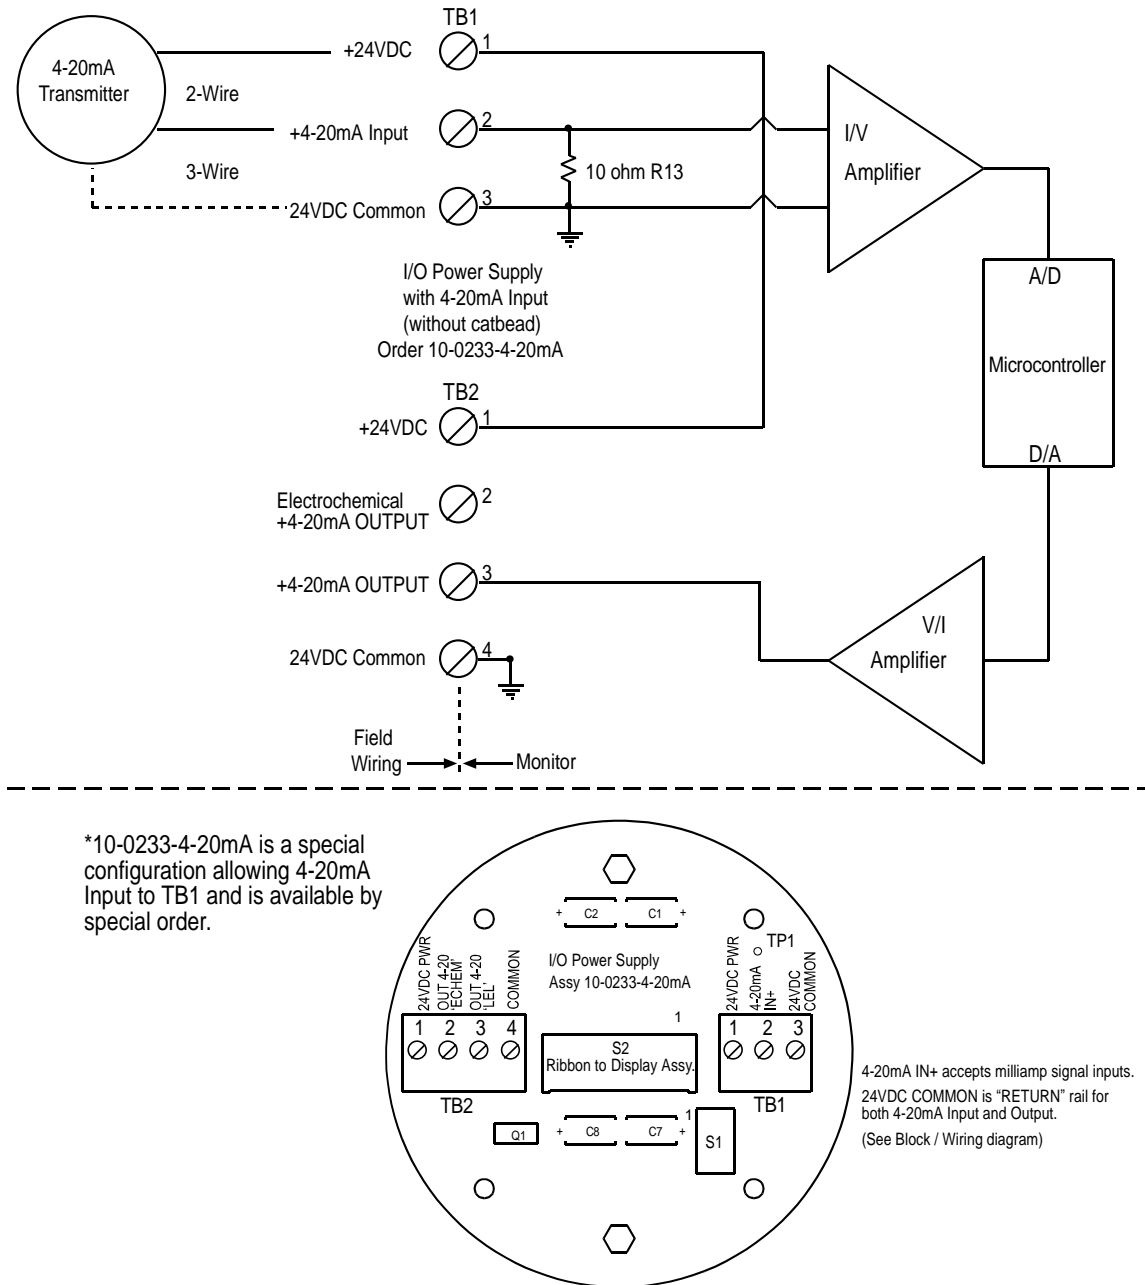 TB1
4-20mA
Transmitter
+24VDC
1
2-Wire
+4-20mA Input
2
3-Wire
10 ohm R13
24VDC Common
3
I/V
Amplifier
I/O Power Supply
with 4-20mA Input
(without catbead)
Order 10-0233-4-20mA
A/D
Microcontroller
D/A
TB2
+24VDC
1
Electrochemical
+4-20mA OUTPUT
2
+4-20mA OUTPUT
3
24VDC Common
4
V/I
Amplifier
Field
Wiring
Monitor
*10-0233-4-20mA is a special
configuration allowing 4-20mA
Input to TB1 and is available by
special order.
+ C2 C1 +
TP1
I/O Power Supply
Assy 10-0233-4-20mA
24VDC PWR
OUT 4-20
'ECHEM'
OUT 4-20
'LEL'
COMMON
24VDC PWR
4-20mA
IN+
24VDC
COMMON
1 2 3 4
1
S2
Ribbon to Display Assy.
1 2 3
TB2
TB1
Q1
+ C8 C7 +
1
S1
4-20mA IN+ accepts milliamp signal inputs.
24VDC COMMON is “RETURN” rail for
both 4-20mA Input and Output.
(See Block / Wiring diagram)